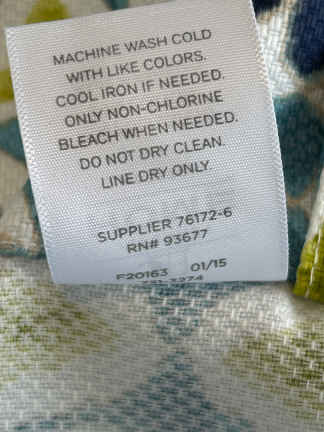 MACHINE WASH COLD
WITH LIKE COLORS.
COOL IRON IF NEEDED.
ONLY NON-CHLORINE
BLEACH WHEN NEEDED.
DO NOT DRY CLEAN.
LINE DRY ONLY.
SUPPLIER 76172-6
RN# 93677
F20163 01/15